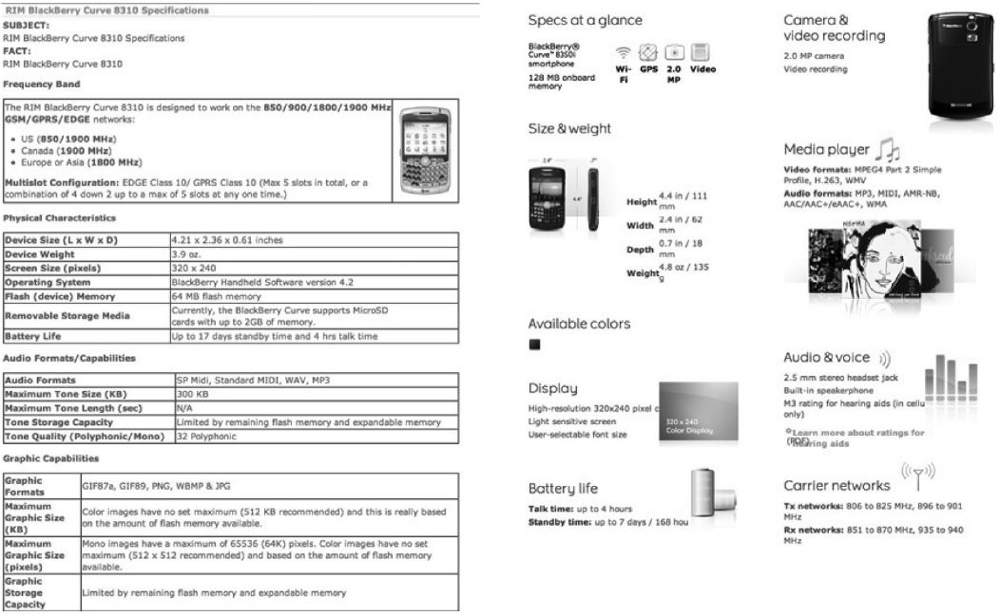 RIM BlackBerry Curve 8310 Specifications
SUBJECT:
RIM BlackBerry Curve 8310 Specifications
FACT:
RIM BlackBerry Curve 8310
Frequency Band
The RIM BlackBerry Curve 8310 is designed to work on the 850/900/1800/1900 MHz
GSM/GPRS/EDGE networks:
• US (850/1900 MHz)
• Canada (1900 MHz)
• Europe or Asia (1800 MHz)
Multislot Configuration: EDGE Class 10/ GPRS Class 10 (Max 5 slots in total, or a
combination of 4 down 2 up to a max of 5 slots at any one time.)
Physical Characteristics
Device Size (L x W x D) 4.21 x 2.36 x 0.61 inches
Device Weight 3.9 oz.
Screen Size (pixels) 320 x 240
Operating System BlackBerry Handheld Software version 4.2
Flash (device) Memory 64 MB flash memory
Removable Storage Media Currently, the BlackBerry Curve supports MicroSD
cards with up to 2GB of memory.
Battery Life Up to 17 days standby time and 4 hrs talk time
Audio Formats/Capabilities
Audio Formats SP Midi, Standard MIDI, WAV, MP3
Maximum Tone Size (KB) 300 KB
Maximum Tone Length (sec) N/A
Tone Storage Capacity Limited by remaining flash memory and expandable memory
Tone Quality (Polyphonic/Mono) 32 Polyphonic
Graphic Capabilities
Graphic
Formats
GIF87a, GIF89, PNG, WBMP & JPG
Maximum
Graphic Size
(KB)
Color images have no set maximum (512 KB recommended) and this is really based
on the amount of flash memory available.
Maximum
Graphic Size
(pixels)
Mono images have a maximum of 65536 (64K) pixels. Color images have no set
maximum (512 x 512 recommended) and based on the amount of flash memory
available.
Graphic
Storage
Capacity
Limited by remaining flash memory and expandable memory
Specs at a glance
BlackBerry®
Curve™ 8350i
smartphone
128 MB onboard
memory
Wi-
Fi
GPS
2.0
MP
Video
Size & weight
2.4"
.7"
4.4"
Height 4.4 in / 111
mm
Width 2.4 in / 62
mm
Depth 0.7 in / 18
mm
Weight 4.8 oz / 135
g
Available colors
Display
High-resolution 320x240 pixel c
Light sensitive screen
User-selectable font size
320 x 240
Color Display
Battery life
Talk time: up to 4 hours
Standby time: up to 7 days / 168 hou
Camera &
video recording
2.0 MP camera
Video recording
Media player
Video formats: MPEG4 Part 2 Simple
Profile, H.263, WMV
Audio formats: MP3, MIDI, AMR-NB,
AAC/AAC+/eAAC+, WMA
Audio & voice
2.5 mm stereo headset jack
Built-in speakerphone
M3 rating for hearing aids (in cellu
only)
Learn more about ratings for
hearing aids
(PDF)
Carrier networks
Tx networks: 806 to 825 MHz, 896 to 901
MHz
Rx networks: 851 to 870 MHz, 935 to 940
MHz